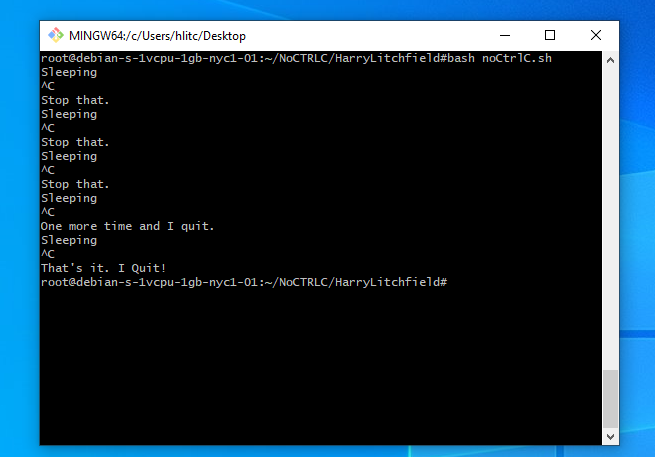 MINGW64:/c/Users/hlitc/Desktop
root@debian-s-1vcpu-1gb-nyc1-01:~/NoCTRLC/HarryLitchfield#bash noCtrlC.sh
Sleeping
^C
Stop that.
Sleeping
^C
Stop that.
Sleeping
^C
Stop that.
Sleeping
^C
One more time and I quit.
Sleeping
^C
That's it. I Quit!
root@debian-s-1vcpu-1gb-nyc1-01:~/NoCTRLC/HarryLitchfield#